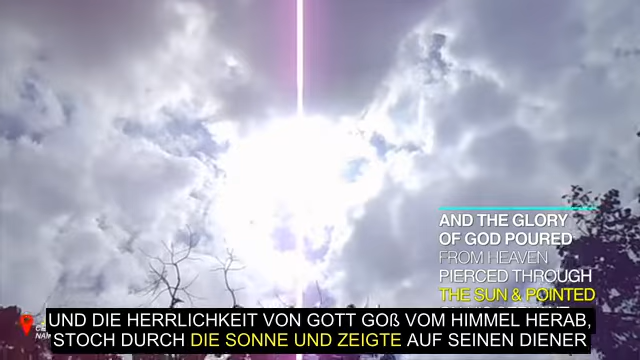 AND THE GLORY
OF GOD POURED
FROM HEAVEN
PIERCED THROUGH
THE SUN & POINTED
UND DIE HERRLICHKEIT VON GOTT GOß VOM HIMMEL HERAB,
STOCH DURCH DIE SONNE UND ZEIGTE AUF SEINEN DIENER